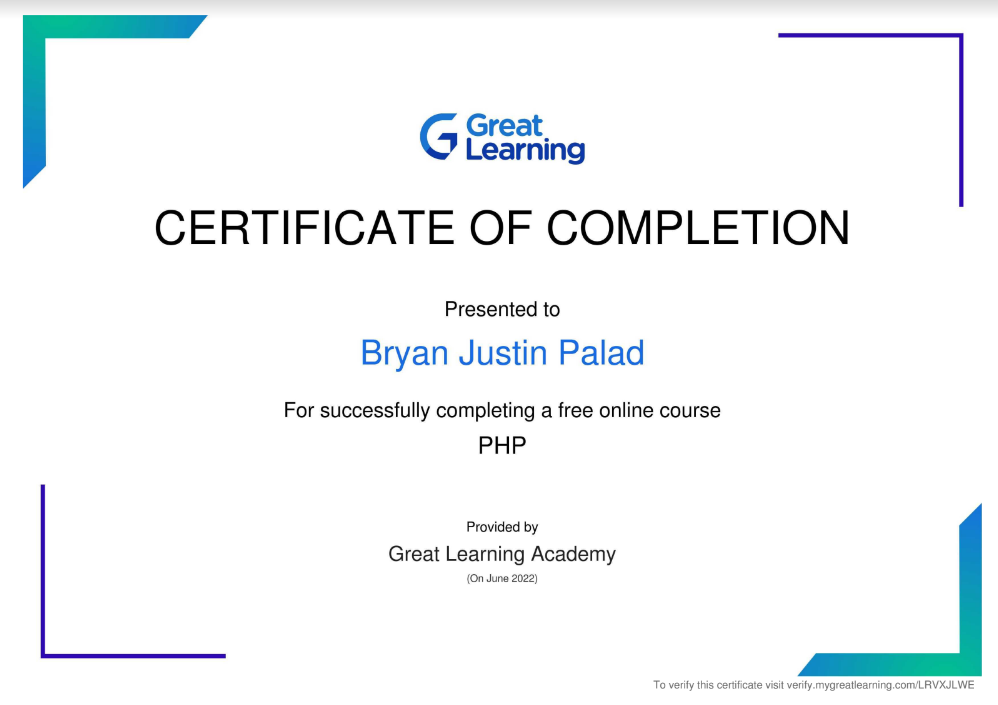 Great
Learning
CERTIFICATE OF COMPLETION
Presented to
Bryan Justin Palad
For successfully completing a free online course
PHP
Provided by
Great Learning Academy
(On June 2022)
To verify this certificate visit verify.mygreatlearning.com/LRVXJLWE